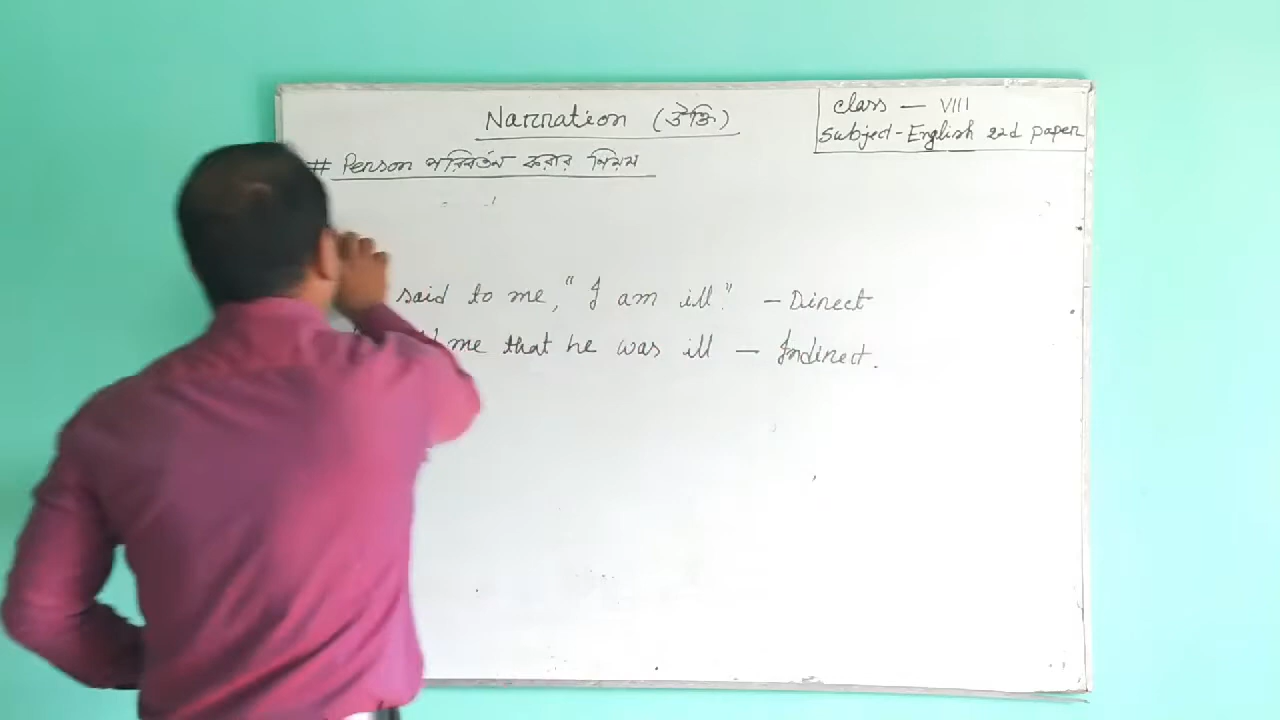 Narration (উক্তি)
class — VIII
Subject-English 22d paper
# Person পরিবর্তন করার নিয়ম
said to me, "I am ill." — Direct
me that he was ill — Indirect.